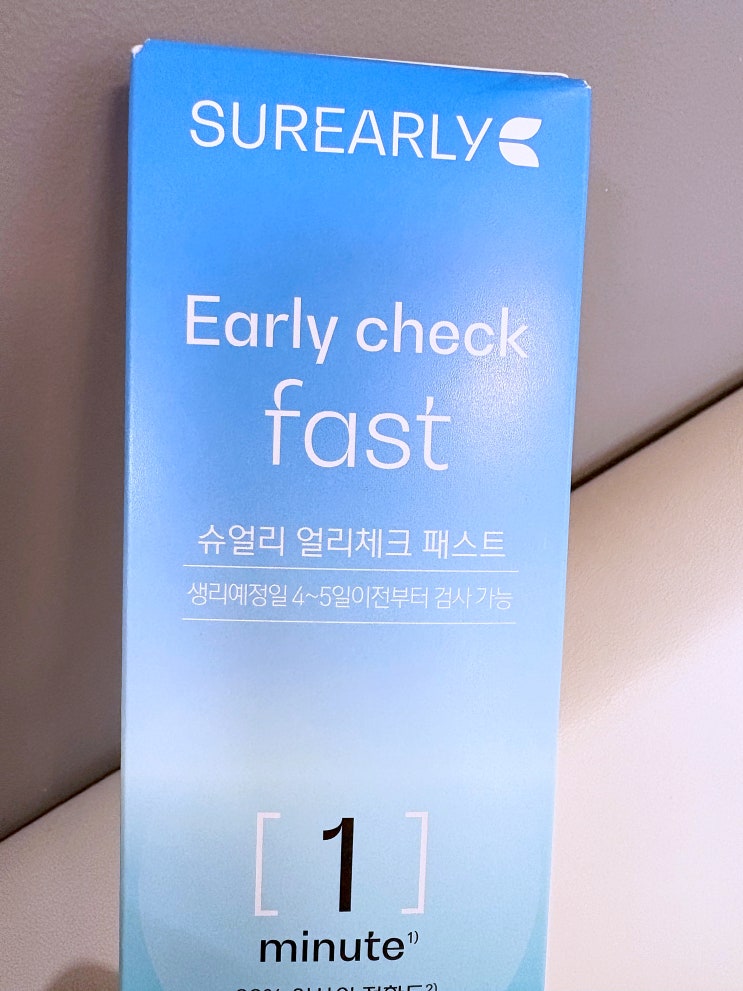 SUREARLY
Early check
fast
슈얼리 얼리체크 패스트
생리예정일 4~5일이전부터 검사 가능
[ 1 ]
minute¹⁾